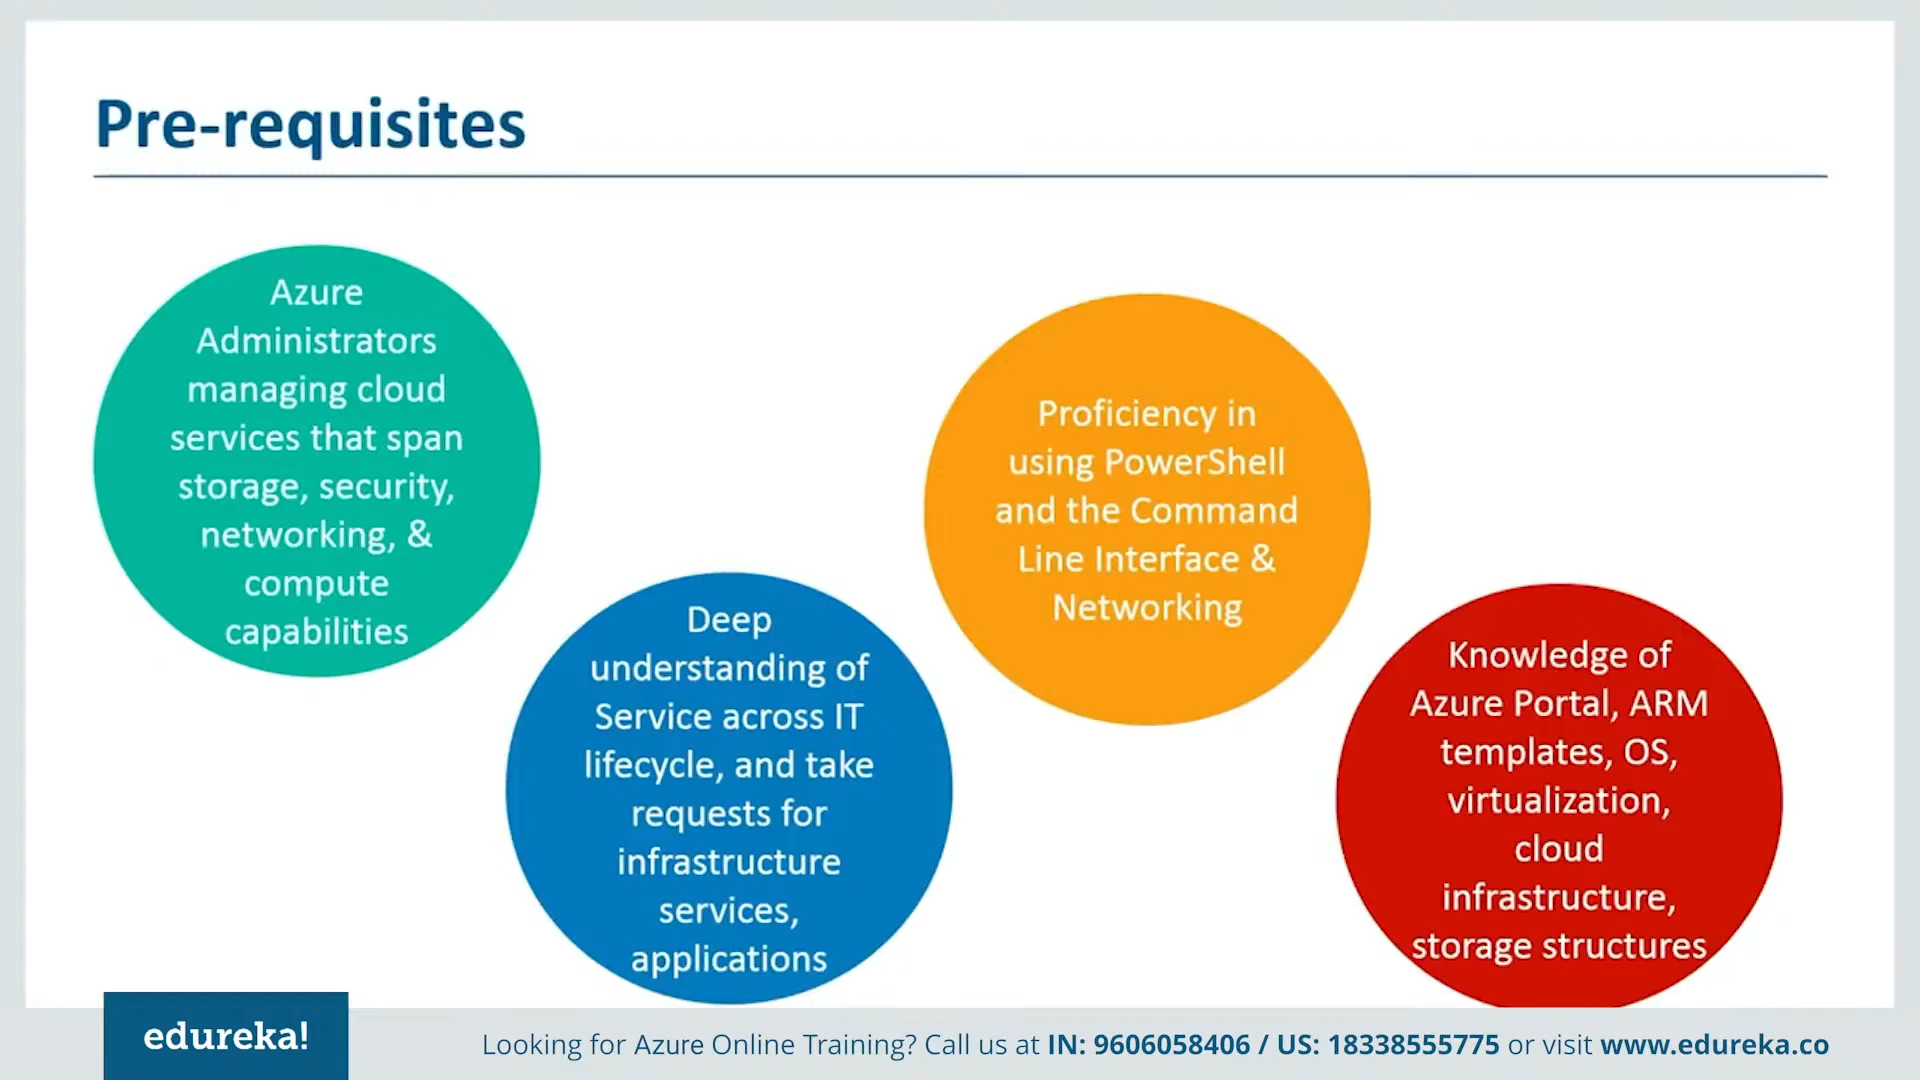 Pre-requisites
Azure
Administrators
managing cloud
services that span
storage, security,
networking, &
compute
capabilities
Deep
understanding of
Service across IT
lifecycle, and take
requests for
infrastructure
services,
applications
Proficiency in
using PowerShell
and the Command
Line Interface &
Networking
Knowledge of
Azure Portal, ARM
templates, OS,
virtualization,
cloud
infrastructure,
storage structures
edureka!
Looking for Azure Online Training? Call us at IN: 9606058406 / US: 18338555775 or visit www.edureka.co